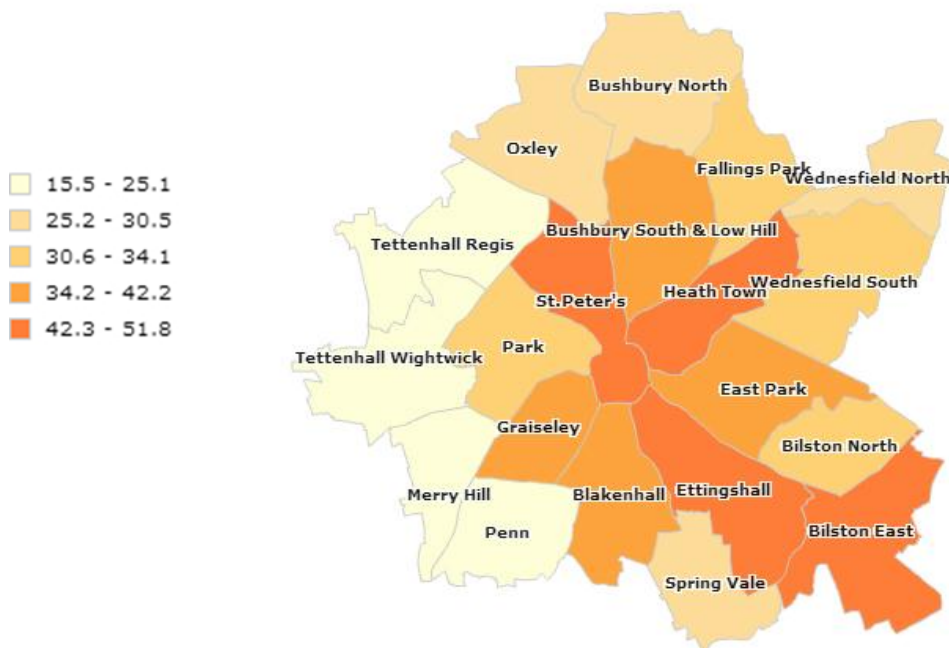 15.5 - 25.1
25.2 - 30.5
30.6 - 34.1
34.2 - 42.2
42.3 - 51.8
Bushbury North
Oxley
Fallings Park
Wednesfield North
Tettenhall Regis
Bushbury South & Low Hill
Wednesfield South
Heath Town
St.Peter's
Park
Tettenhall Wightwick
East Park
Graiseley
Bilston North
Merry Hill
Blakenhall
Ettingshall
Penn
Bilston East
Spring Vale